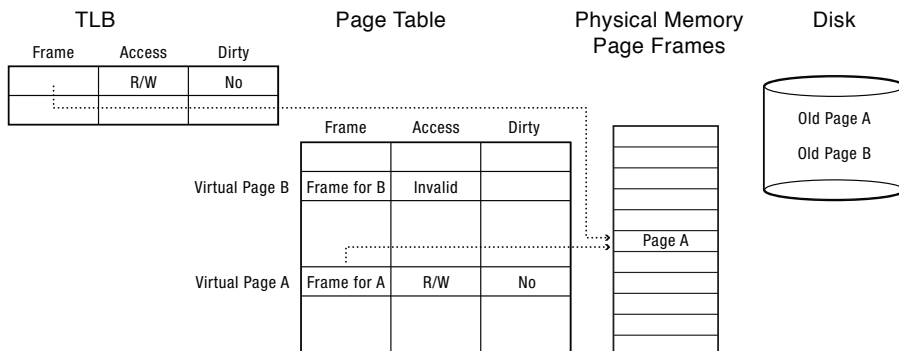 TLB
Page Table
Physical Memory
Page Frames
Disk
Frame Access Dirty
R/W No
Frame Access Dirty
Virtual Page B Frame for B Invalid
Virtual Page A Frame for A R/W No
Page A
Old Page A
Old Page B